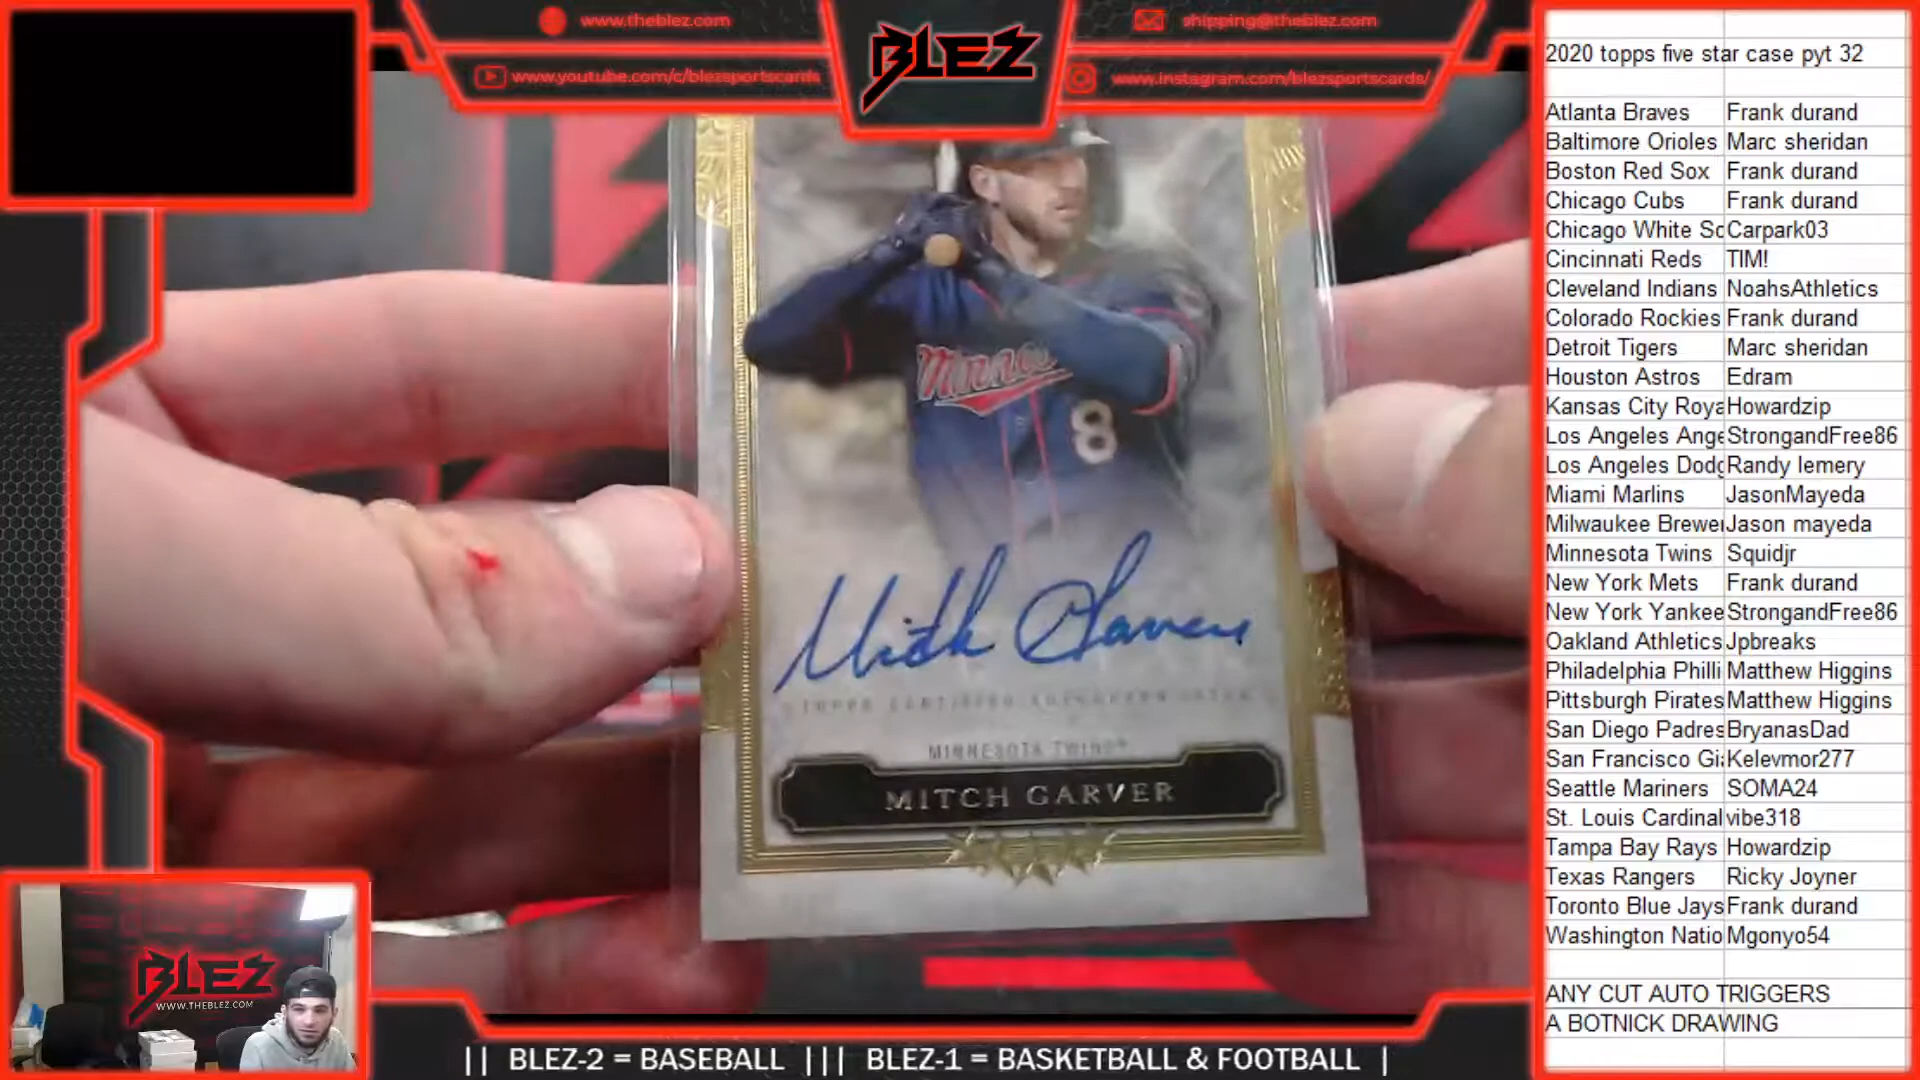 www.theblez.com
BLEZ
shipping@theblez.com
www.youtube.com/c/blezsportscards
www.instagram.com/blezsportscards/
2020 topps five star case pyt 32
Atlanta Braves Frank durand
Baltimore Orioles Marc sheridan
Boston Red Sox Frank durand
Chicago Cubs Frank durand
Chicago White So Carpark03
Cincinnati Reds TIM!
Cleveland Indians NoahsAthletics
Colorado Rockies Frank durand
Detroit Tigers Marc sheridan
Houston Astros Edram
Kansas City Roya Howardzip
Los Angeles Ange StrongandFree86
Los Angeles Dodg Randy lemery
Miami Marlins JasonMayeda
Milwaukee Brewer Jason mayeda
Minnesota Twins Squidjr
New York Mets Frank durand
New York Yankee StrongandFree86
Oakland Athletics Jpbreaks
Philadelphia Philli Matthew Higgins
Pittsburgh Pirates Matthew Higgins
San Diego Padres BryanasDad
San Francisco Gi Kelevmor277
Seattle Mariners SOMA24
St. Louis Cardinal vibe318
Tampa Bay Rays Howardzip
Texas Rangers Ricky Joyner
Toronto Blue Jays Frank durand
Washington Natio Mgonyo54
ANY CUT AUTO TRIGGERS
A BOTNICK DRAWING
Minnes
8
Mitch Garver
TOPPS CERTIFIED AUTOGRAPH ISSUE
MINNESOTA TWINS
MITCH GARVER
BLEZ
WWW.THEBLEZ.COM
|| BLEZ-2 = BASEBALL ||| BLEZ-1 = BASKETBALL & FOOTBALL |